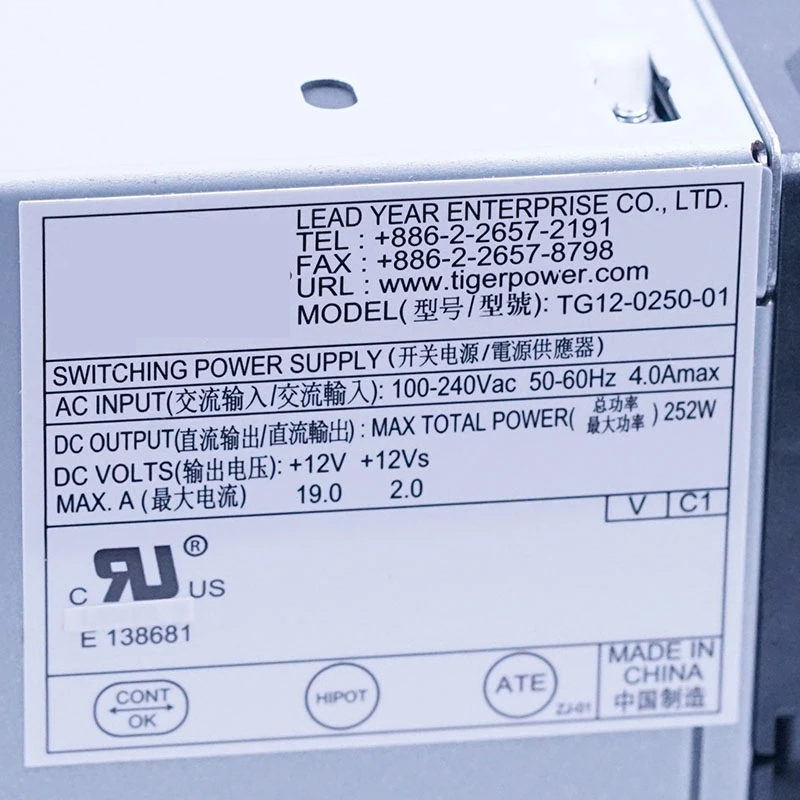 LEAD YEAR ENTERPRISE CO., LTD.
TEL : +886-2-2657-2191
FAX : +886-2-2657-8798
URL : www.tigerpower.com
MODEL(型号/型號): TG12-0250-01
SWITCHING POWER SUPPLY (开关电源/電源供應器)
AC INPUT(交流输入/交流輸入): 100-240Vac 50-60Hz 4.0Amax
DC OUTPUT(直流输出/直流輸出) : MAX TOTAL POWER( 总功率 最大功率 ) 252W
DC VOLTS(输出电压): +12V +12Vs
MAX. A (最大电流) 19.0 2.0
V C1
C RU® US
E 138681
CONT OK
HIPOT
ATE
ZJ-01
MADE IN
CHINA
中国制造